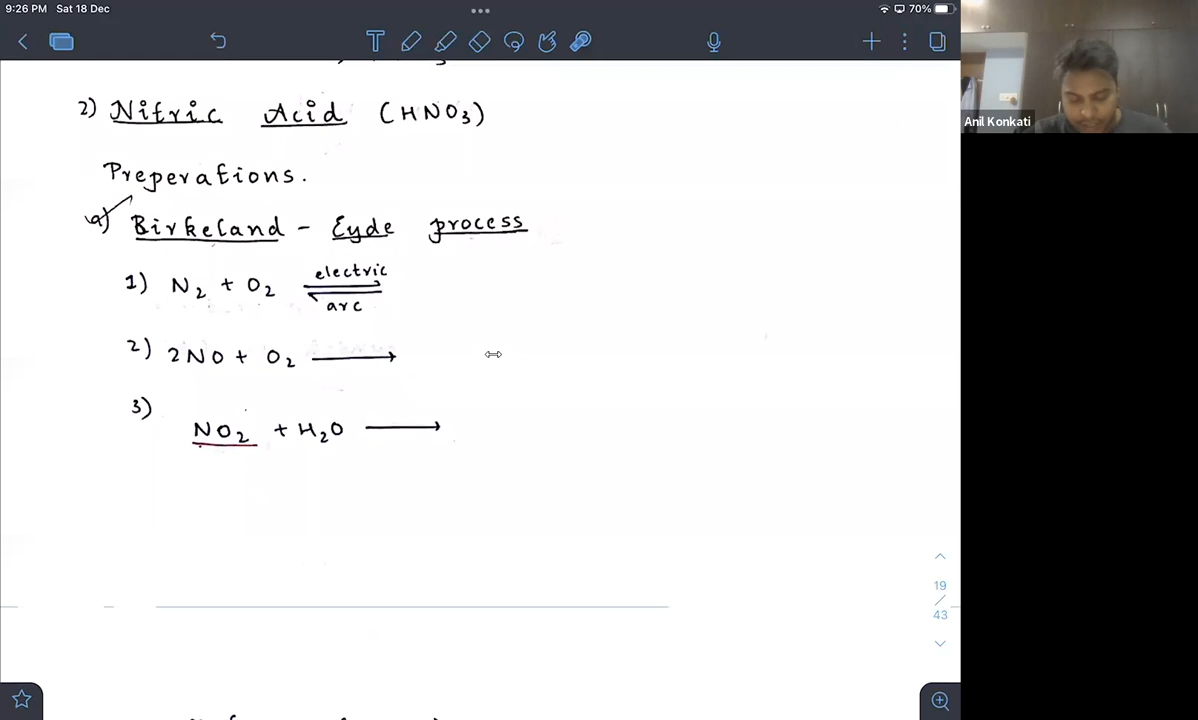 9:26 PM Sat 18 Dec
70%
Anil Konkati
2) Nitric Acid (HNO3)
Preperations.
a) Birkeland - Eyde process
1) N2 + O2 electric arc
2) 2NO + O2 ⟶
3)
NO2 + H2O ⟶
19
/
43